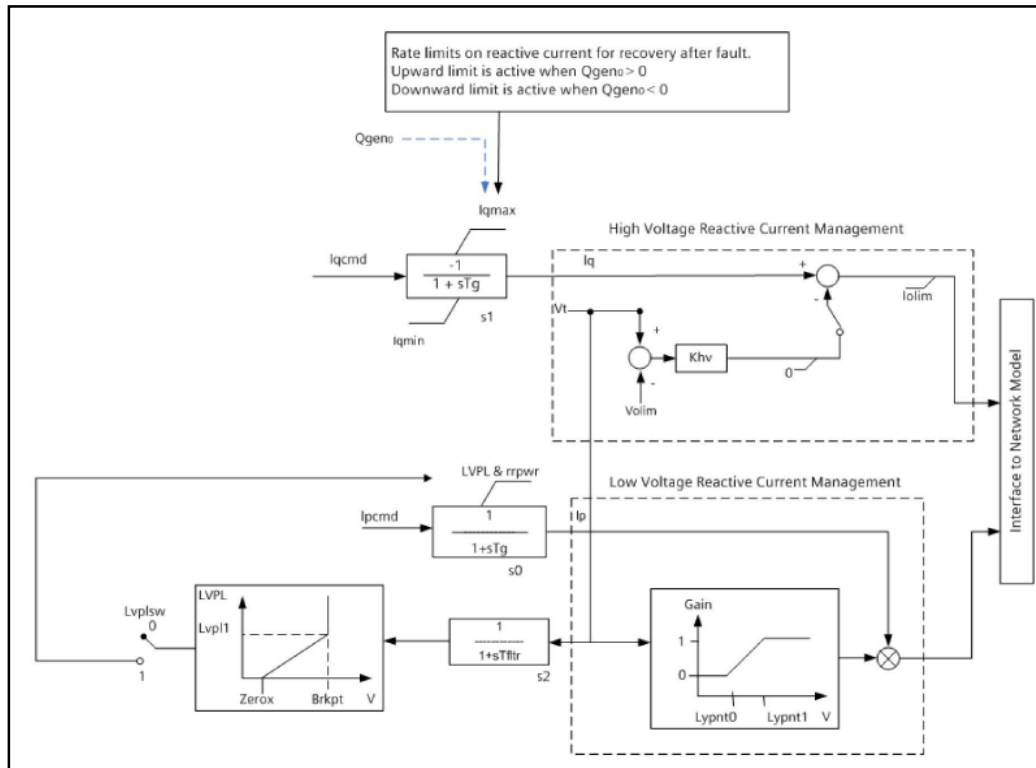 Rate limits on reactive current for recovery after fault.
Upward limit is active when Qgen₀ > 0
Downward limit is active when Qgen₀ < 0
Qgen₀
Iqmax
High Voltage Reactive Current Management
Iqcmd
-1
1 + sTg
s1
Iqmin
Iq
+
-
Iolim
Vt
+
-
Khv
0
Volim
Interface to Network Model
LVPL & rrpwr
Low Voltage Reactive Current Management
Ipcmd
1
1+sTg
s0
Ip
Lvplsw
0
1
LVPL
Lvpl1
Zerox
Brkpt
V
1
1+sTfltr
s2
Gain
1
0
Lypnt0
Lypnt1
V